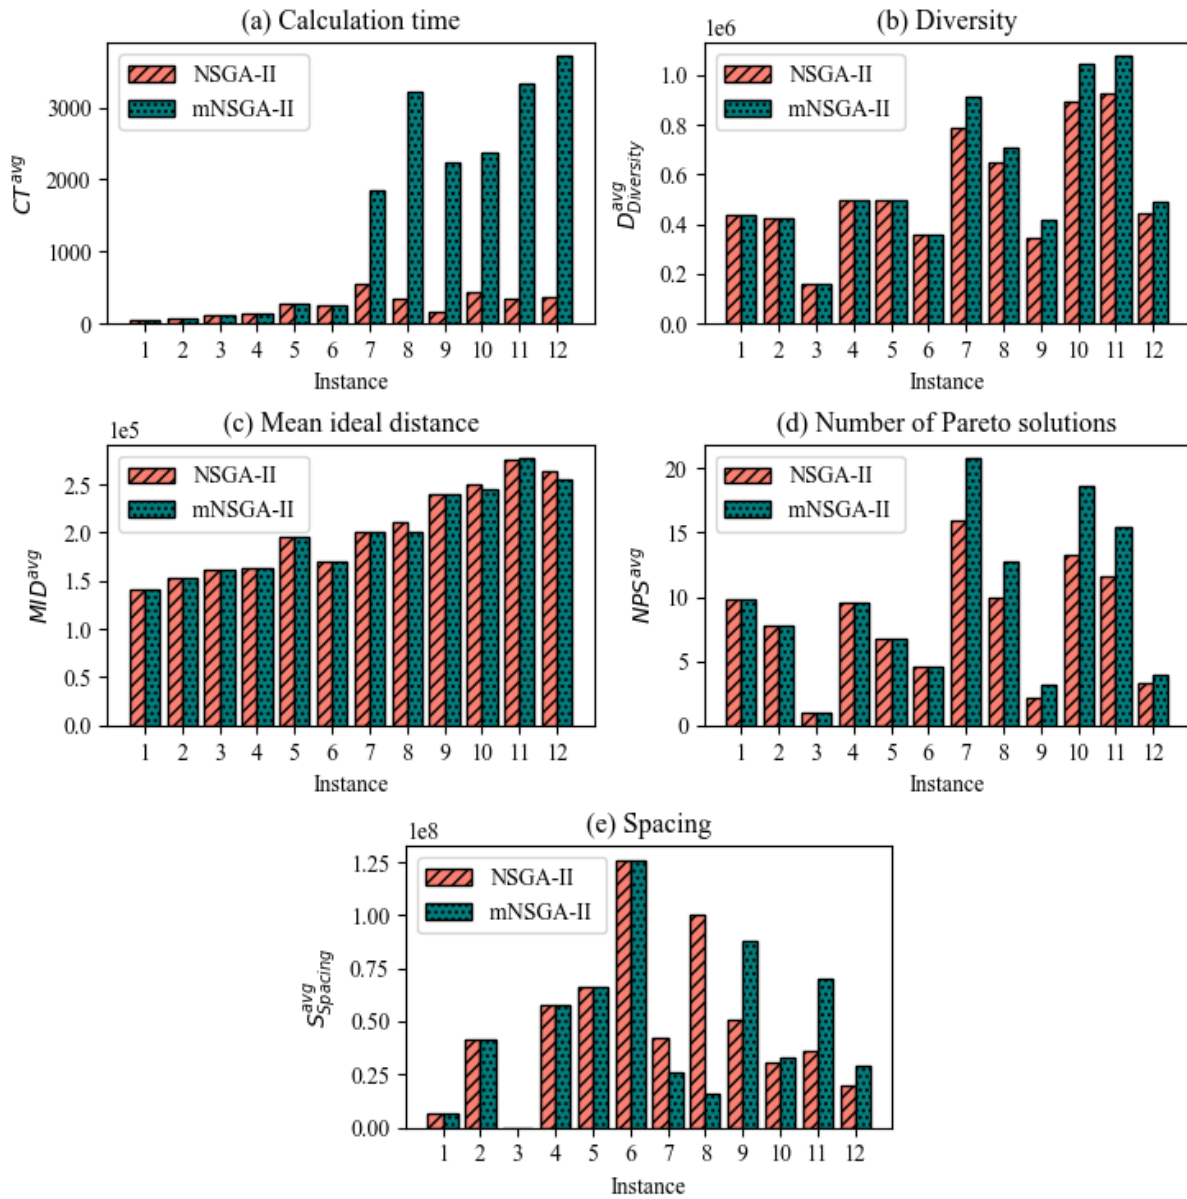 (a) Calculation time
NSGA-II
mNSGA-II
3000
2000
1000
0
CT^avg
1 2 3 4 5 6 7 8 9 10 11 12
Instance
(b) Diversity
1e6
NSGA-II
mNSGA-II
1.0
0.8
0.6
0.4
0.2
0.0
D^avg_Diversity
1 2 3 4 5 6 7 8 9 10 11 12
Instance
(c) Mean ideal distance
1e5
NSGA-II
mNSGA-II
2.5
2.0
1.5
1.0
0.5
0.0
MID^avg
1 2 3 4 5 6 7 8 9 10 11 12
Instance
(d) Number of Pareto solutions
NSGA-II
mNSGA-II
20
15
10
5
0
NPS^avg
1 2 3 4 5 6 7 8 9 10 11 12
Instance
(e) Spacing
1e8
NSGA-II
mNSGA-II
1.25
1.00
0.75
0.50
0.25
0.00
S^avg_Spacing
1 2 3 4 5 6 7 8 9 10 11 12
Instance